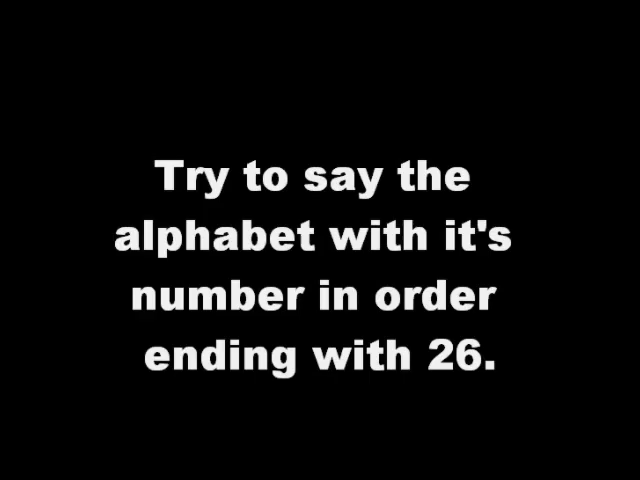 Try to say the
alphabet with it's
number in order
ending with 26.